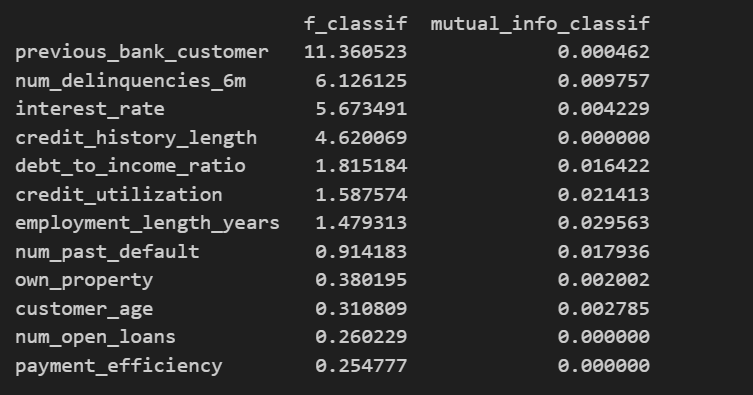 f_classif mutual_info_classif
previous_bank_customer 11.360523 0.000462
num_delinquencies_6m 6.126125 0.009757
interest_rate 5.673491 0.004229
credit_history_length 4.620069 0.000000
debt_to_income_ratio 1.815184 0.016422
credit_utilization 1.587574 0.021413
employment_length_years 1.479313 0.029563
num_past_default 0.914183 0.017936
own_property 0.380195 0.002002
customer_age 0.310809 0.002785
num_open_loans 0.260229 0.000000
payment_efficiency 0.254777 0.000000